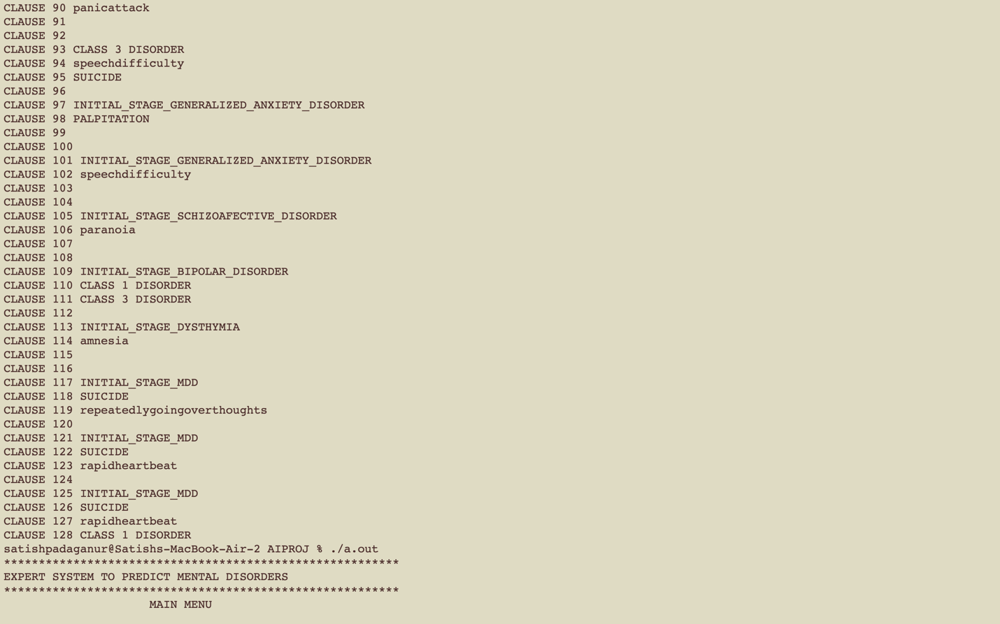 CLAUSE 90 panicattack
CLAUSE 91
CLAUSE 92
CLAUSE 93 CLASS 3 DISORDER
CLAUSE 94 speechdifficulty
CLAUSE 95 SUICIDE
CLAUSE 96
CLAUSE 97 INITIAL_STAGE_GENERALIZED_ANXIETY_DISORDER
CLAUSE 98 PALPITATION
CLAUSE 99
CLAUSE 100
CLAUSE 101 INITIAL_STAGE_GENERALIZED_ANXIETY_DISORDER
CLAUSE 102 speechdifficulty
CLAUSE 103
CLAUSE 104
CLAUSE 105 INITIAL_STAGE_SCHIZOAFECTIVE_DISORDER
CLAUSE 106 paranoia
CLAUSE 107
CLAUSE 108
CLAUSE 109 INITIAL_STAGE_BIPOLAR_DISORDER
CLAUSE 110 CLASS 1 DISORDER
CLAUSE 111 CLASS 3 DISORDER
CLAUSE 112
CLAUSE 113 INITIAL_STAGE_DYSTHYMIA
CLAUSE 114 amnesia
CLAUSE 115
CLAUSE 116
CLAUSE 117 INITIAL_STAGE_MDD
CLAUSE 118 SUICIDE
CLAUSE 119 repeatedlygoingoverthoughts
CLAUSE 120
CLAUSE 121 INITIAL_STAGE_MDD
CLAUSE 122 SUICIDE
CLAUSE 123 rapidheartbeat
CLAUSE 124
CLAUSE 125 INITIAL_STAGE_MDD
CLAUSE 126 SUICIDE
CLAUSE 127 rapidheartbeat
CLAUSE 128 CLASS 1 DISORDER
satishpadaganur@Satishs-MacBook-Air-2 AIPROJ % ./a.out
*********************************************************
EXPERT SYSTEM TO PREDICT MENTAL DISORDERS
*********************************************************
MAIN MENU